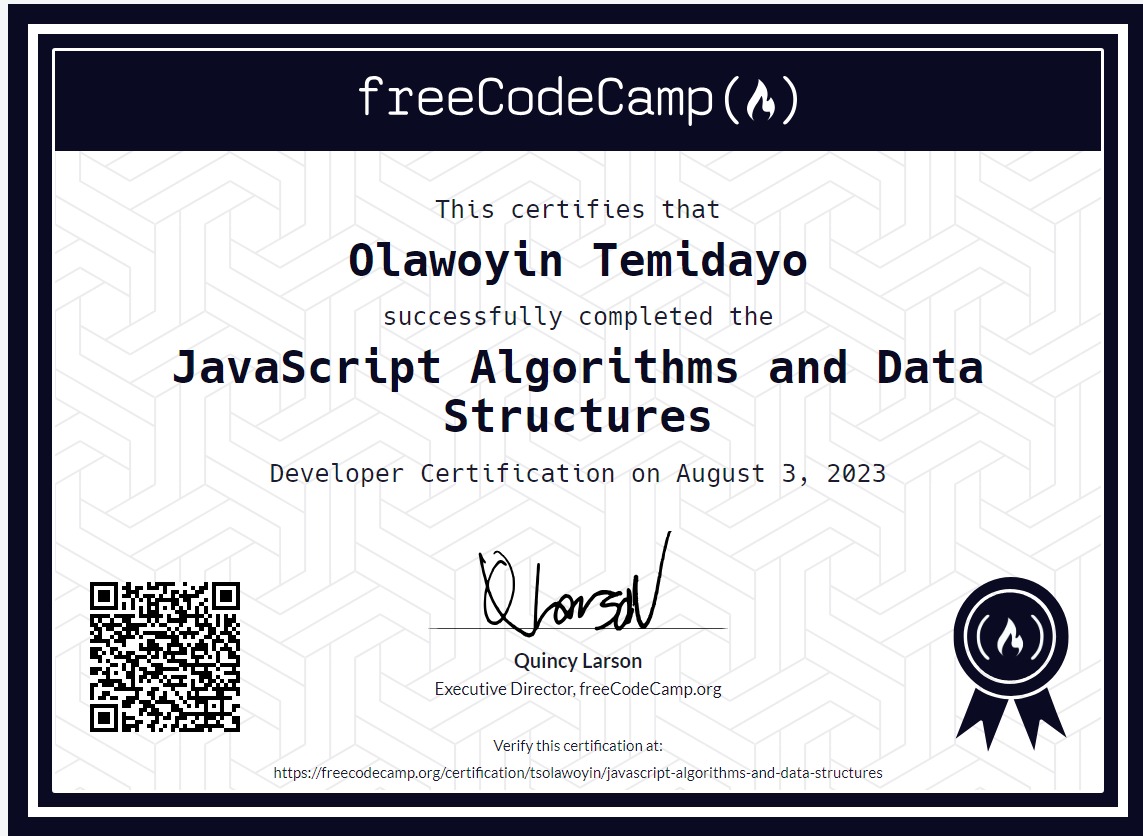 freeCodeCamp(🔥)
This certifies that
Olawoyin Temidayo
successfully completed the
JavaScript Algorithms and Data
Structures
Developer Certification on August 3, 2023
Q Larson
Quincy Larson
Executive Director, freeCodeCamp.org
Verify this certification at:
https://freecodecamp.org/certification/tsolawoyin/javascript-algorithms-and-data-structures